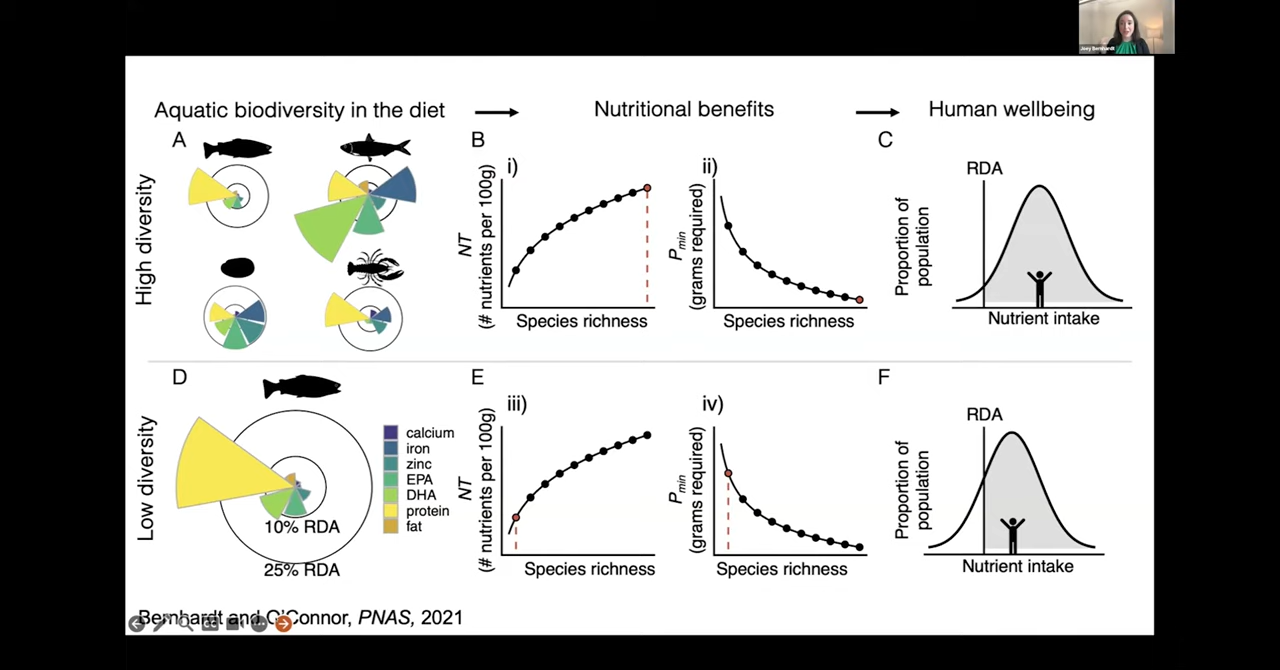 Joey Bernhardt
Aquatic biodiversity in the diet
Nutritional benefits
Human wellbeing
High diversity
A
B
i)
NT
(# nutrients per 100g)
Species richness
ii)
Pmin
(grams required)
Species richness
C
RDA
Proportion of
population
Nutrient intake
Low diversity
D
10% RDA
25% RDA
calcium
iron
zinc
EPA
DHA
protein
fat
E
iii)
NT
(# nutrients per 100g)
Species richness
iv)
Pmin
(grams required)
Species richness
F
RDA
Proportion of
population
Nutrient intake
Bernhardt and O'Connor, PNAS, 2021
CC